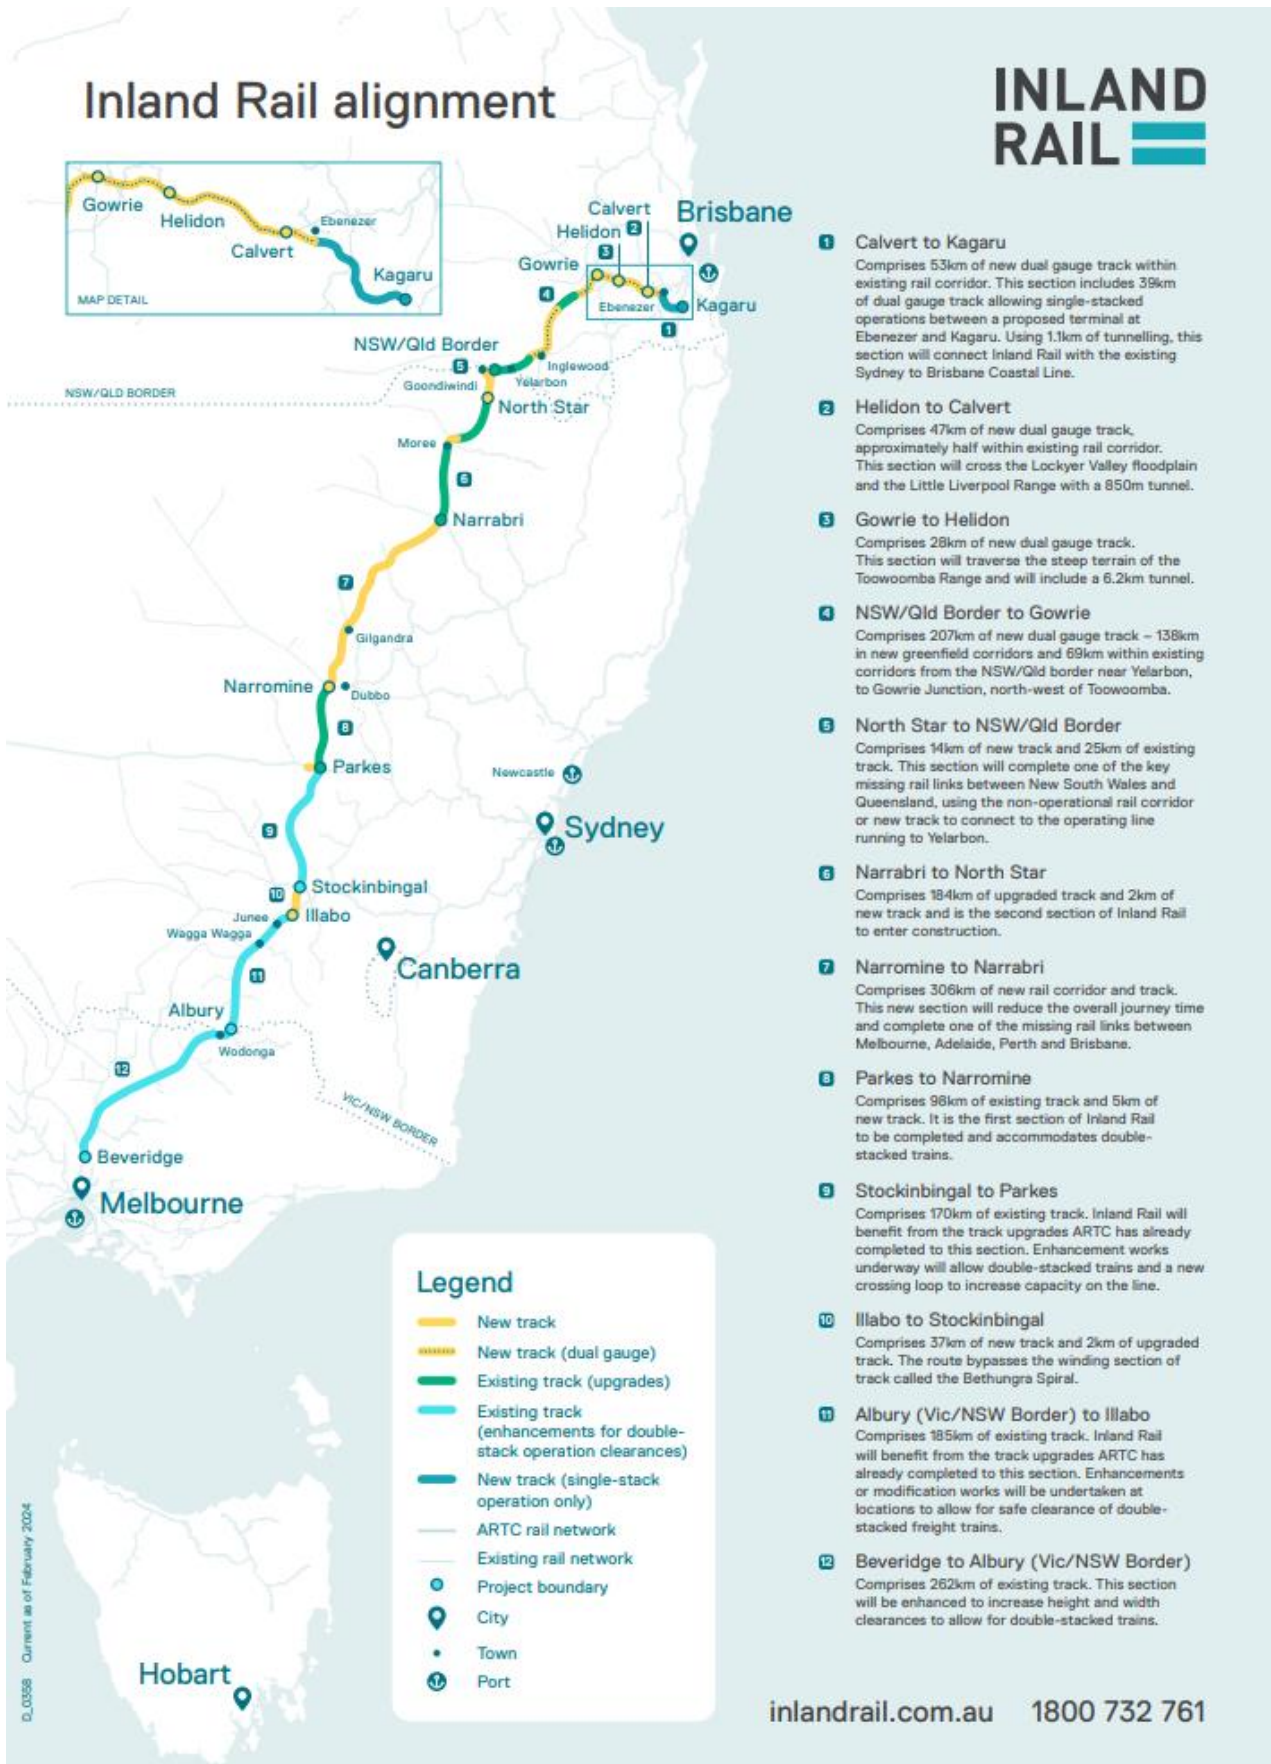 Inland Rail alignment
INLAND
RAIL
Gowrie
Helidon
Calvert
Ebenezer
Kagaru
MAP DETAIL
Calvert
2
Brisbane
Helidon
3
Gowrie
4
Ebenezer
Kagaru
1
NSW/Qld Border
5
Inglewood
Goondiwindi
Yelarbon
NSW/QLD BORDER
North Star
Moree
6
Narrabri
7
Gilgandra
Narromine
Dubbo
8
Parkes
Newcastle
9
Sydney
10
Stockinbingal
Junee
Illabo
Wagga Wagga
11
Canberra
Albury
Wodonga
12
VIC/NSW BORDER
Beveridge
Melbourne
Hobart
Legend
New track
New track (dual gauge)
Existing track (upgrades)
Existing track
(enhancements for double-
stack operation clearances)
New track (single-stack
operation only)
ARTC rail network
Existing rail network
Project boundary
City
Town
Port
1 Calvert to Kagaru
Comprises 53km of new dual gauge track within
existing rail corridor. This section includes 39km
of dual gauge track allowing single-stacked
operations between a proposed terminal at
Ebenezer and Kagaru. Using 1.1km of tunnelling, this
section will connect Inland Rail with the existing
Sydney to Brisbane Coastal Line.
2 Helidon to Calvert
Comprises 47km of new dual gauge track,
approximately half within existing rail corridor.
This section will cross the Lockyer Valley floodplain
and the Little Liverpool Range with a 850m tunnel.
3 Gowrie to Helidon
Comprises 28km of new dual gauge track.
This section will traverse the steep terrain of the
Toowoomba Range and will include a 6.2km tunnel.
4 NSW/Qld Border to Gowrie
Comprises 207km of new dual gauge track – 138km
in new greenfield corridors and 69km within existing
corridors from the NSW/Qld border near Yelarbon,
to Gowrie Junction, north-west of Toowoomba.
5 North Star to NSW/Qld Border
Comprises 14km of new track and 25km of existing
track. This section will complete one of the key
missing rail links between New South Wales and
Queensland, using the non-operational rail corridor
or new track to connect to the operating line
running to Yelarbon.
6 Narrabri to North Star
Comprises 184km of upgraded track and 2km of
new track and is the second section of Inland Rail
to enter construction.
7 Narromine to Narrabri
Comprises 306km of new rail corridor and track.
This new section will reduce the overall journey time
and complete one of the missing rail links between
Melbourne, Adelaide, Perth and Brisbane.
8 Parkes to Narromine
Comprises 98km of existing track and 5km of
new track. It is the first section of Inland Rail
to be completed and accommodates double-
stacked trains.
9 Stockinbingal to Parkes
Comprises 170km of existing track. Inland Rail will
benefit from the track upgrades ARTC has already
completed to this section. Enhancement works
underway will allow double-stacked trains and a new
crossing loop to increase capacity on the line.
10 Illabo to Stockinbingal
Comprises 37km of new track and 2km of upgraded
track. The route bypasses the winding section of
track called the Bethungra Spiral.
11 Albury (Vic/NSW Border) to Illabo
Comprises 185km of existing track. Inland Rail
will benefit from the track upgrades ARTC has
already completed to this section. Enhancements
or modification works will be undertaken at
locations to allow for safe clearance of double-
stacked freight trains.
12 Beveridge to Albury (Vic/NSW Border)
Comprises 262km of existing track. This section
will be enhanced to increase height and width
clearances to allow for double-stacked trains.
inlandrail.com.au 1800 732 761
D_0358 Current as of February 2024